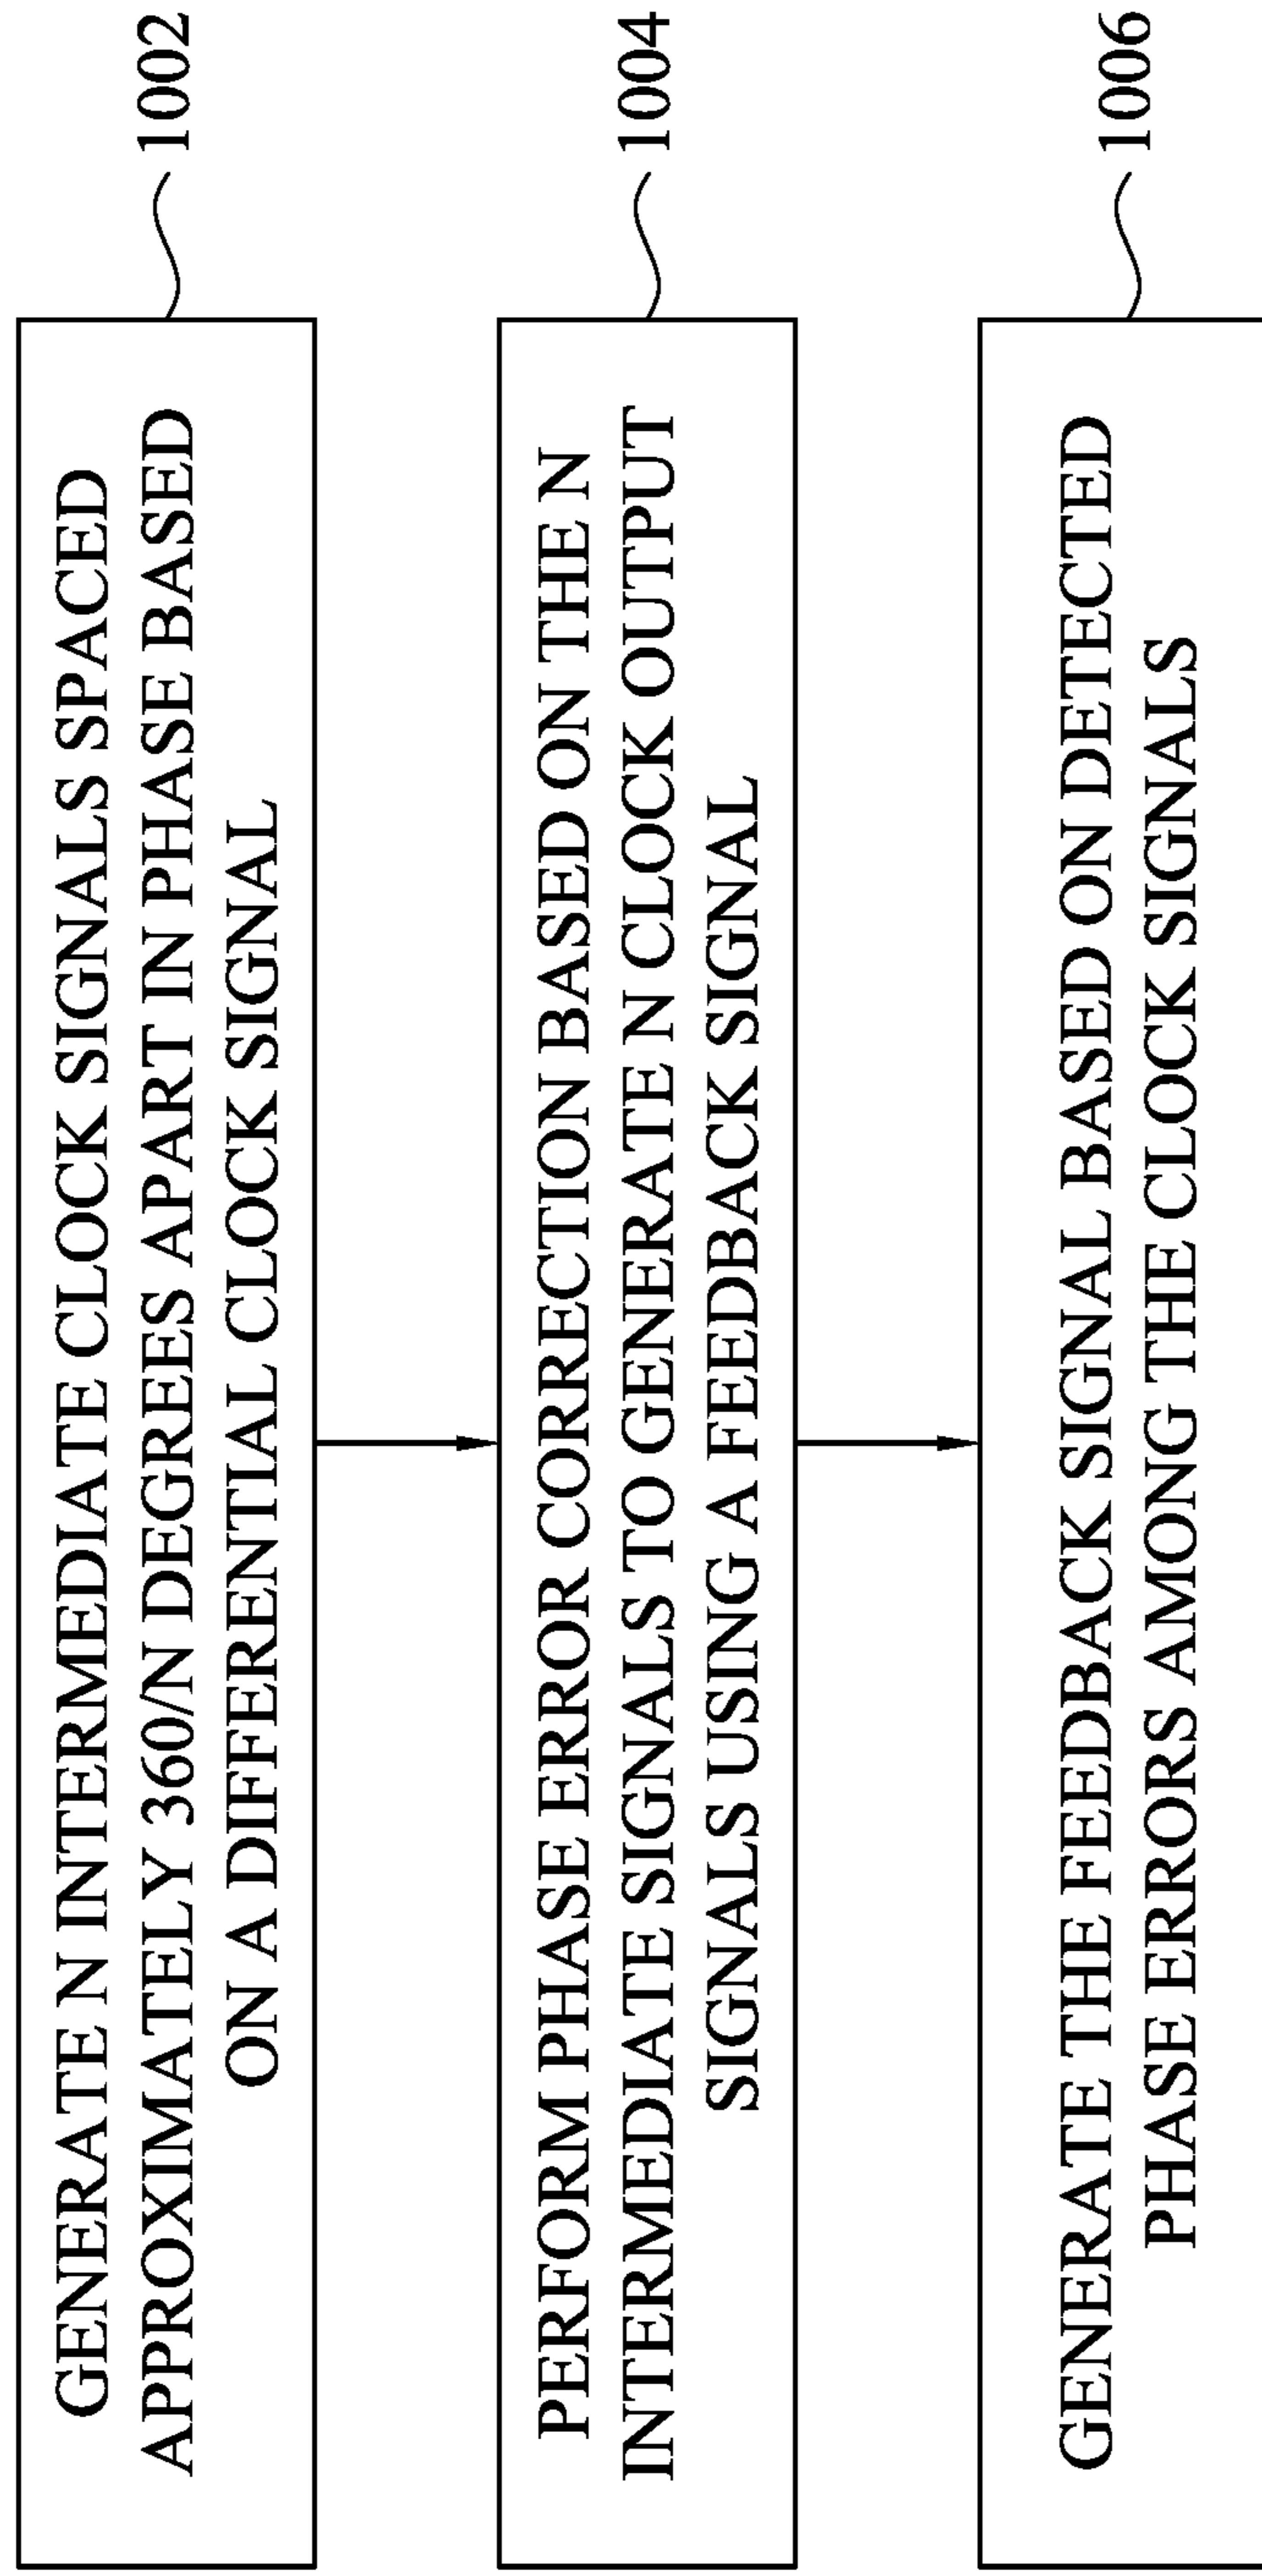 GENERATE N INTERMEDIATE CLOCK SIGNALS SPACED
APPROXIMATELY 360/N DEGREES APART IN PHASE BASED
ON A DIFFERENTIAL CLOCK SIGNAL
1002
PERFORM PHASE ERROR CORRECTION BASED ON THE N
INTERMEDIATE SIGNALS TO GENERATE N CLOCK OUTPUT
SIGNALS USING A FEEDBACK SIGNAL
1004
GENERATE THE FEEDBACK SIGNAL BASED ON DETECTED
PHASE ERRORS AMONG THE CLOCK SIGNALS
1006